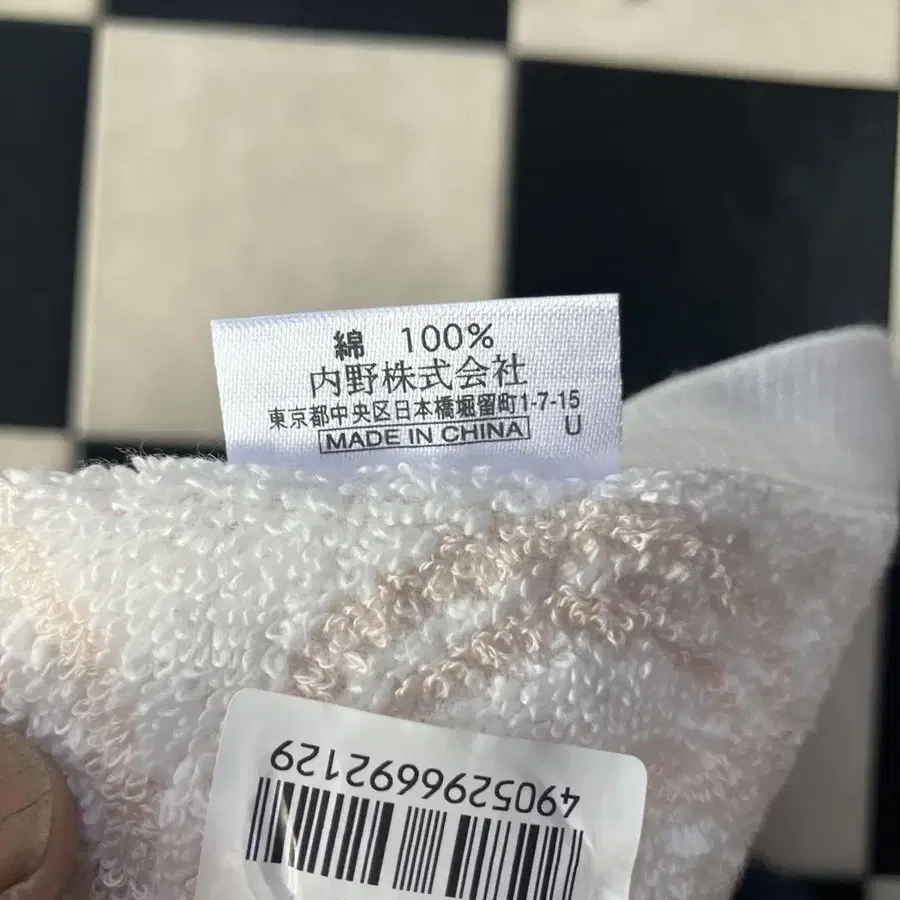 綿 100%
内野株式会社
東京都中央区日本橋堀留町1-7-15
MADE IN CHINA U
4905296692129